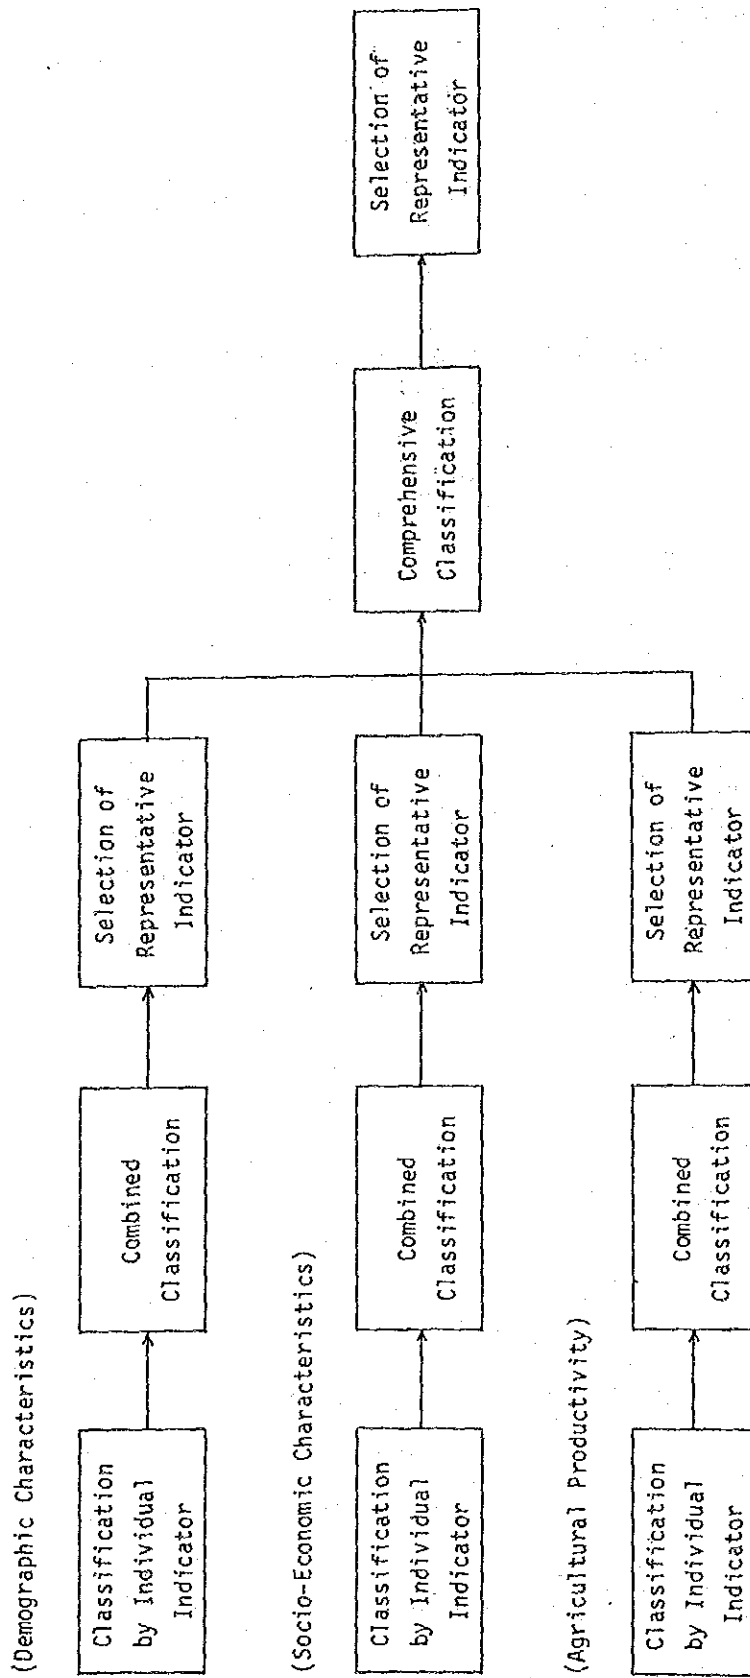 (Demographic Characteristics)
Classification
by Individual
Indicator
Combined
Classification
Selection of
Representative
Indicator
(Socio-Economic Characteristics)
Classification
by Individual
Indicator
Combined
Classification
Selection of
Representative
Indicator
Comprehensive
Classification
Selection of
Representative
Indicator
(Agricultural Productivity)
Classification
by Individual
Indicator
Combined
Classification
Selection of
Representative
Indicator